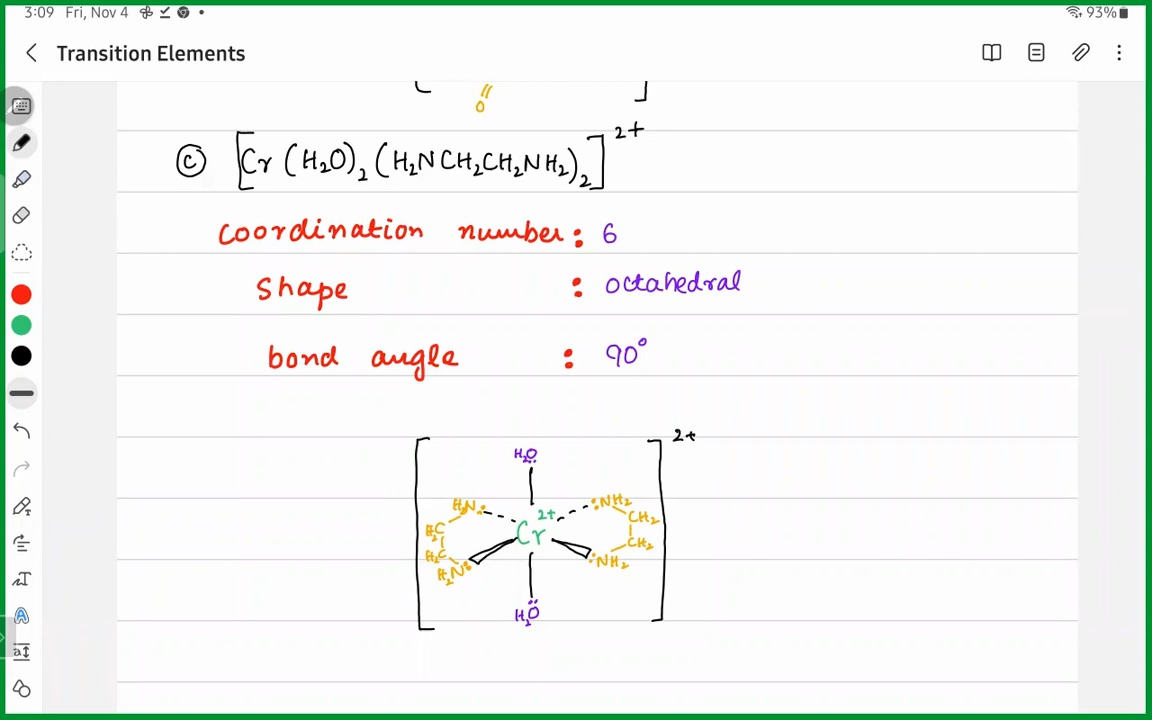 3:09 Fri, Nov 4
93%
Transition Elements
O
Ⓒ [Cr (H₂O)₂ (H₂NCH₂CH₂NH₂)₂]²⁺
coordination number : 6
shape : octahedral
bond angle : 90°
2+
H₂O
H₂N: :NH₂
2+
H₂C Cr CH₂
H₂C CH₂
H₂N: :NH₂
H₂O